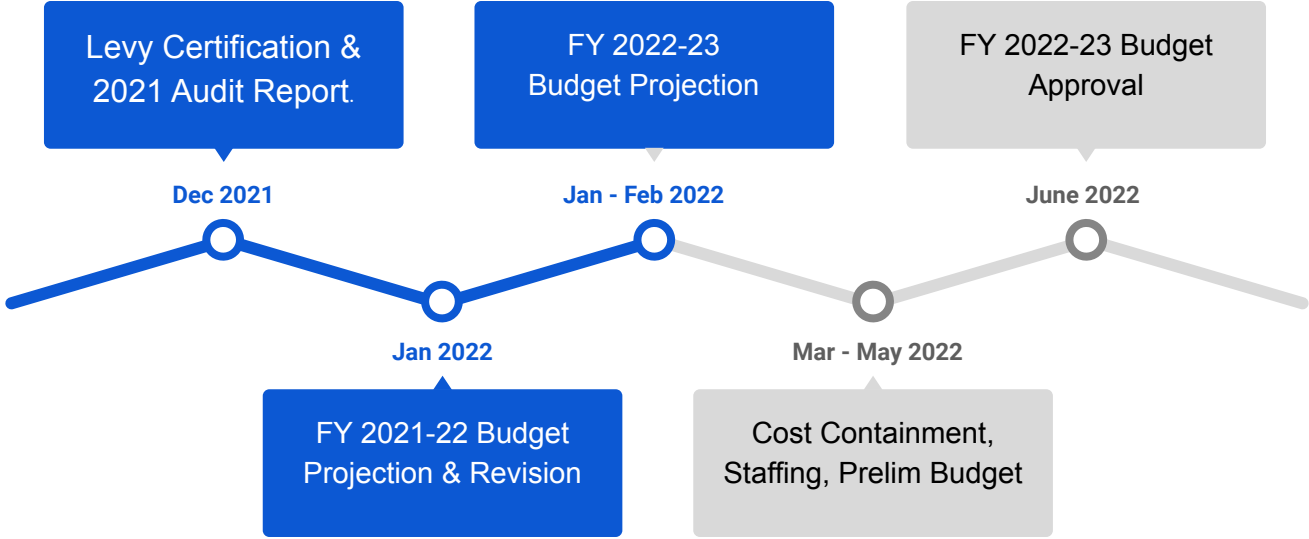 Levy Certification &
2021 Audit Report.
Dec 2021
FY 2021-22 Budget
Projection & Revision
Jan 2022
FY 2022-23
Budget Projection
Jan - Feb 2022
Cost Containment,
Staffing, Prelim Budget
Mar - May 2022
FY 2022-23 Budget
Approval
June 2022